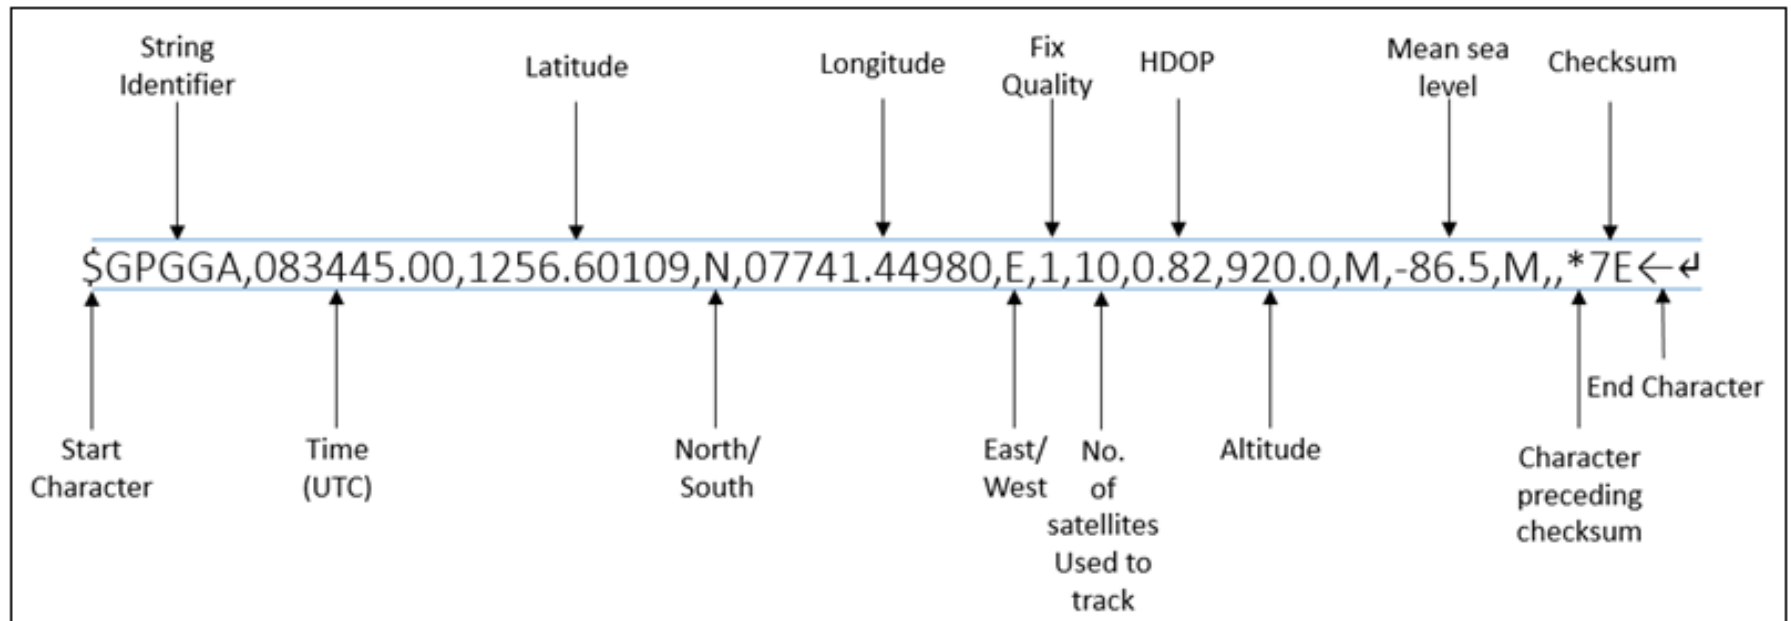 String
Identifier
Latitude
Longitude
Fix
Quality
HDOP
Mean sea
level
Checksum
$GPGGA,083445.00,1256.60109,N,07741.44980,E,1,10,0.82,920.0,M,-86.5,M,,*7E←↲
Start
Character
Time
(UTC)
North/
South
East/
West
No.
of
satellites
Used to
track
Altitude
Character
preceding
checksum
End Character